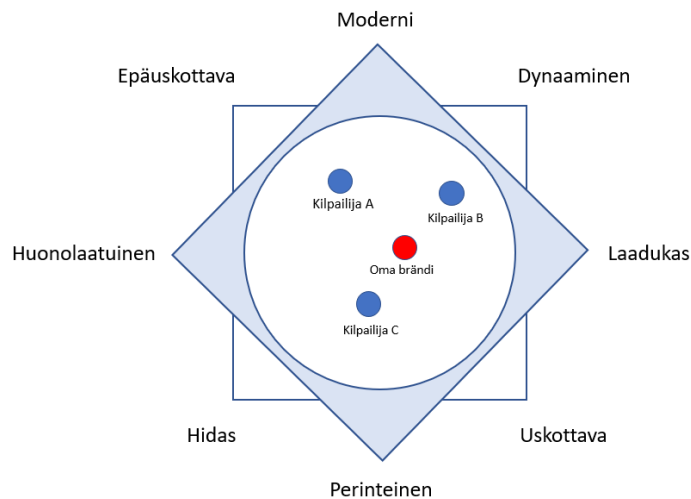 Moderni
Epäuskottava
Dynaaminen
Kilpailija A
Kilpailija B
Huonolaatuinen
Laadukas
Oma brändi
Kilpailija C
Hidas
Uskottava
Perinteinen